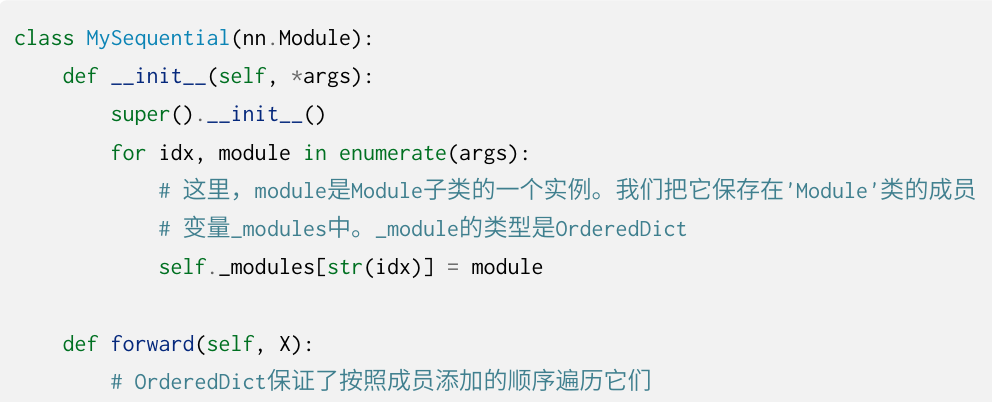 class MySequential(nn.Module):
    def __init__(self, *args):
        super().__init__()
        for idx, module in enumerate(args):
            # 这里，module是Module子类的一个实例。我们把它保存在'Module'类的成员
            # 变量_modules中。_module的类型是OrderedDict
            self._modules[str(idx)] = module
    def forward(self, X):
        # OrderedDict保证了按照成员添加的顺序遍历它们